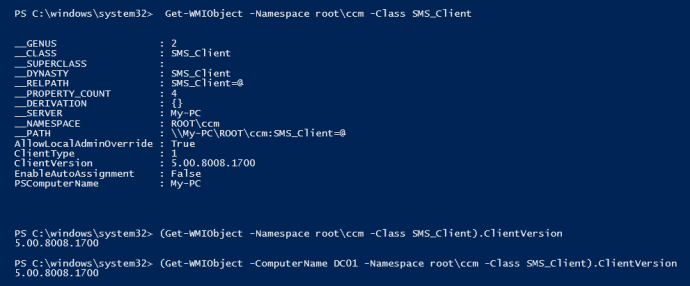 PS C:\windows\system32>  Get-WMIObject -Namespace root\ccm -Class SMS_Client
__GENUS                 : 2
__CLASS                 : SMS_Client
__SUPERCLASS            :
__DYNASTY               : SMS_Client
__RELPATH               : SMS_Client=@
__PROPERTY_COUNT        : 4
__DERIVATION            : {}
__SERVER                : My-PC
__NAMESPACE             : ROOT\ccm
__PATH                  : \\My-PC\ROOT\ccm:SMS_Client=@
AllowLocalAdminOverride : True
ClientType              : 1
ClientVersion           : 5.00.8008.1700
EnableAutoAssignment    : False
PSComputerName          : My-PC
PS C:\windows\system32> (Get-WMIObject -Namespace root\ccm -Class SMS_Client).ClientVersion
5.00.8008.1700
PS C:\windows\system32> (Get-WMIObject -ComputerName DC01 -Namespace root\ccm -Class SMS_Client).ClientVersion
5.00.8008.1700